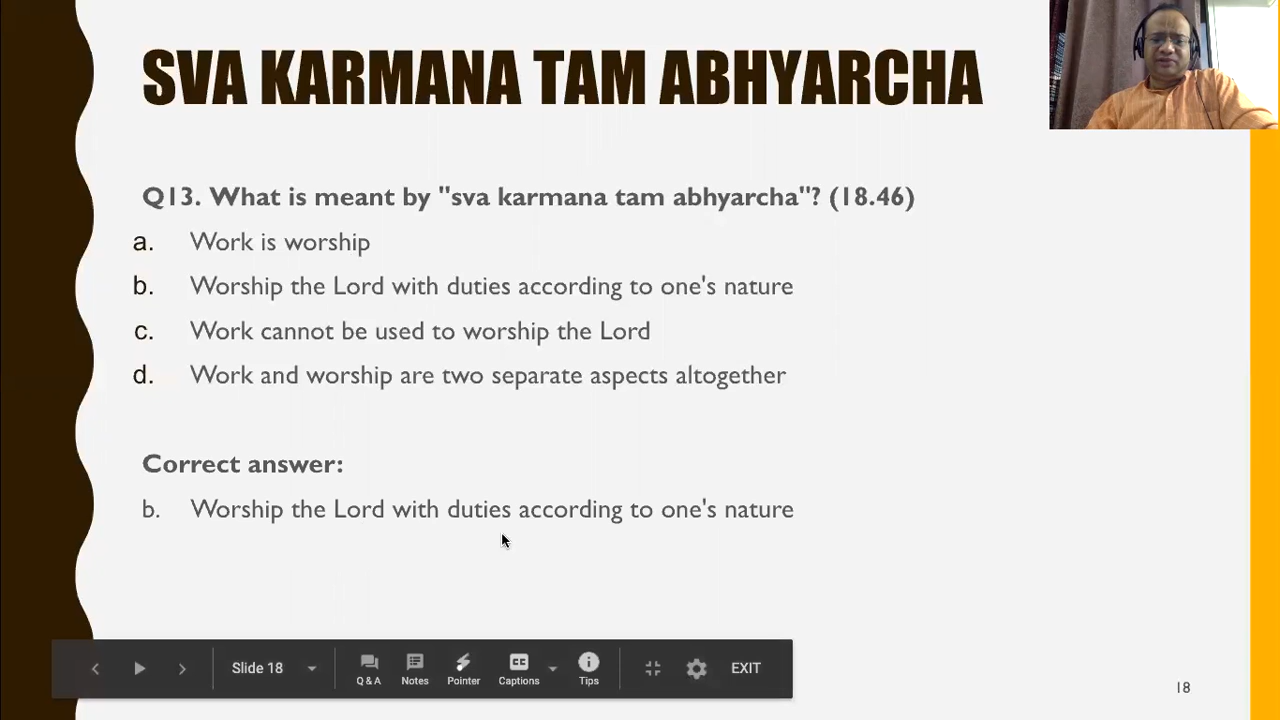 SVA KARMANA TAM ABHYARCHA
Q13. What is meant by "sva karmana tam abhyarcha"? (18.46)
a. Work is worship
b. Worship the Lord with duties according to one's nature
c. Work cannot be used to worship the Lord
d. Work and worship are two separate aspects altogether
Correct answer:
b. Worship the Lord with duties according to one's nature
Slide 18
Q & A
Notes
Pointer
CC
Captions
Tips
EXIT
18